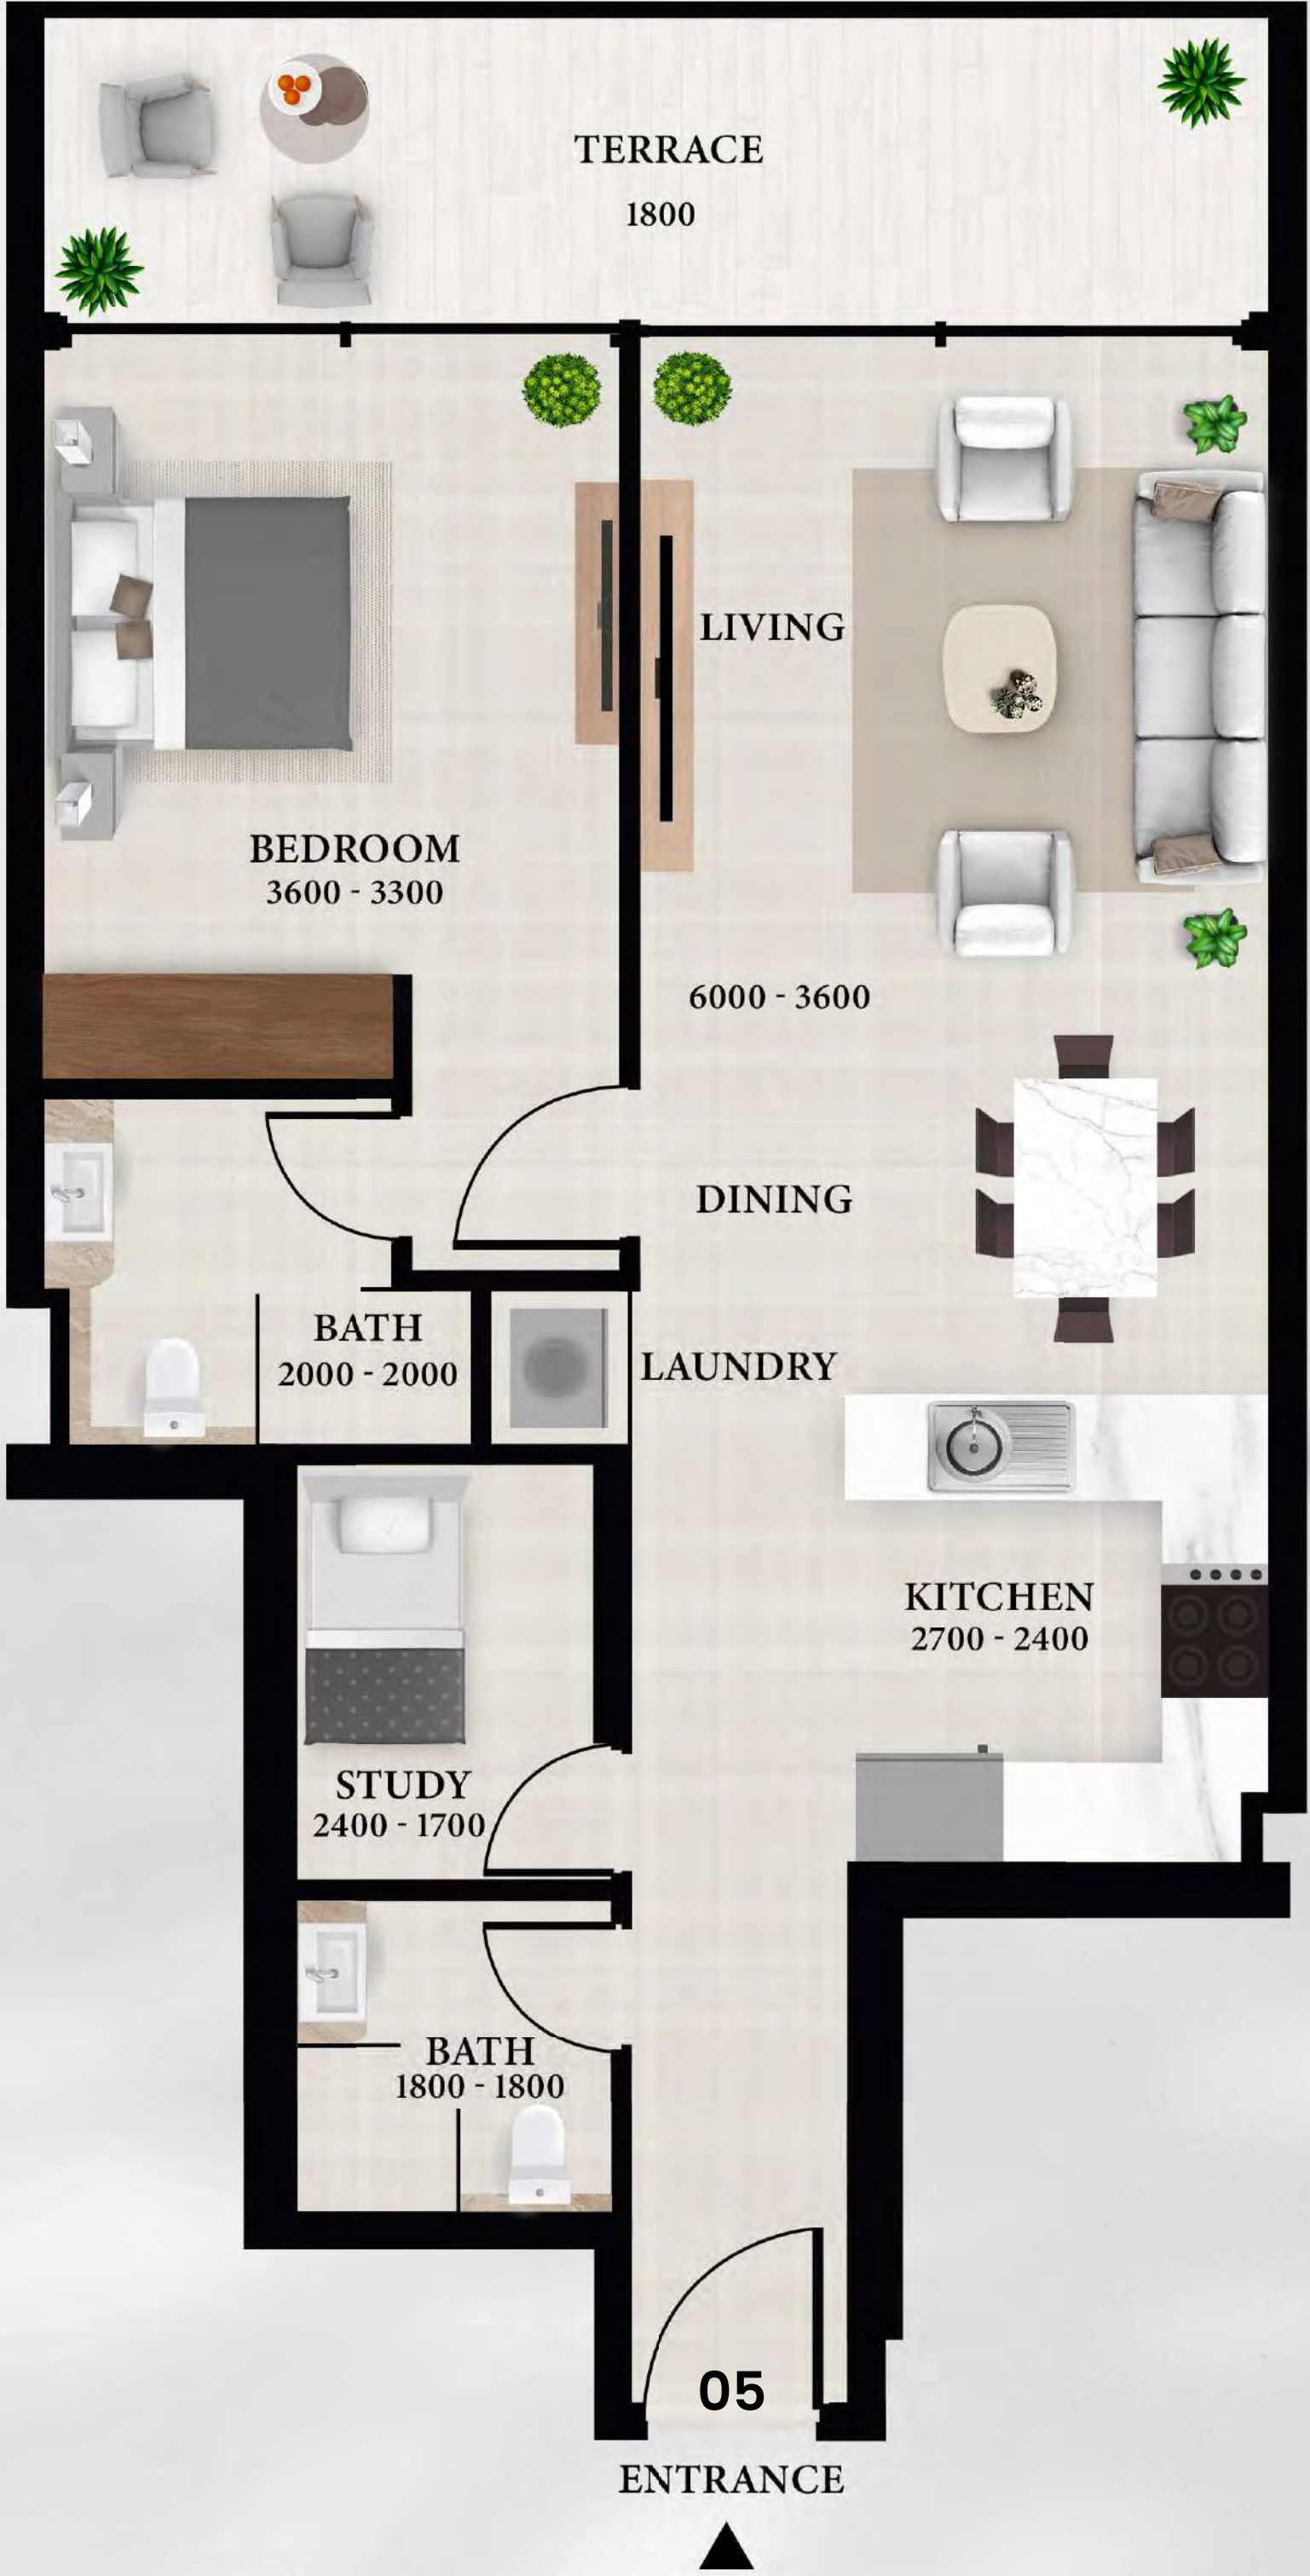 TERRACE
1800
LIVING
BEDROOM
3600 - 3300
6000 - 3600
DINING
BATH
2000 - 2000
LAUNDRY
KITCHEN
2700 - 2400
STUDY
2400 - 1700
BATH
1800 - 1800
05
ENTRANCE